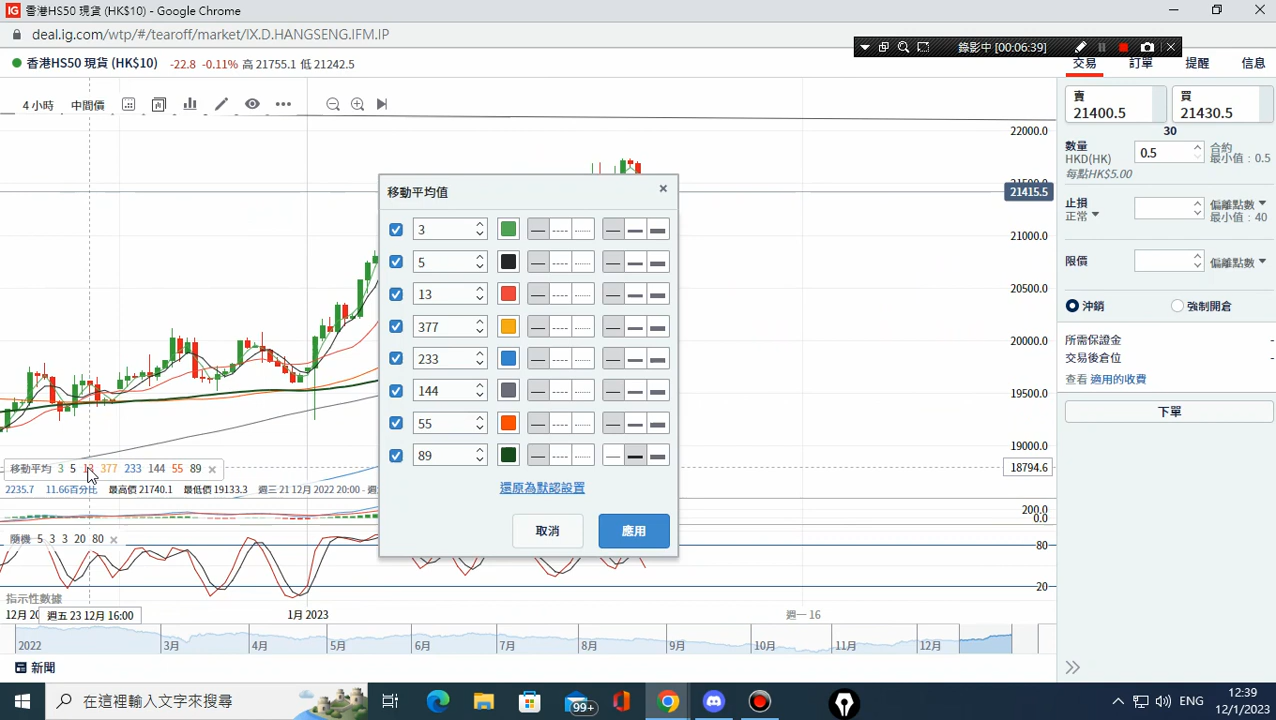 IG 香港HS50 現貨 (HK$10) - Google Chrome
deal.ig.com/wtp/#/tearoff/market/IX.D.HANGSENG.IFM.IP
錄影中 [00:06:39]
香港HS50 現貨 (HK$10) -22.8 -0.11% 高 21755.1 低 21242.5
交易 訂單 提醒 信息
4 小時 中間價
賣 21400.5
買 21430.5
30
數量
HKD(HK)
0.5
合約
最小值 : 0.5
每點HK$5.00
止損
正常
偏離點數
最小值 : 40
限價
偏離點數
沖銷
強制開倉
所需保證金 -
交易後倉位 -
查看 適用的收費
下單
22000.0
21500.0
21415.5
21000.0
20500.0
20000.0
19500.0
19000.0
18794.6
200.0
0.0
80
20
移動平均值
3
5
13
377
233
144
55
89
還原為默認設置
取消 應用
移動平均 3 5 13 377 233 144 55 89
2235.7 11.66百分比 最高價 21740.1 最低價 19133.3 週三 21 12月 2022 20:00 - 週
隨機 5 3 3 20 80
指示性數據
12月 20
週五 23 12月 16:00
1月 2023
週一 16
2022 3月 4月 5月 6月 7月 8月 9月 10月 11月 12月
新聞
在這裡輸入文字來搜尋
99+
ENG
12:39
12/1/2023